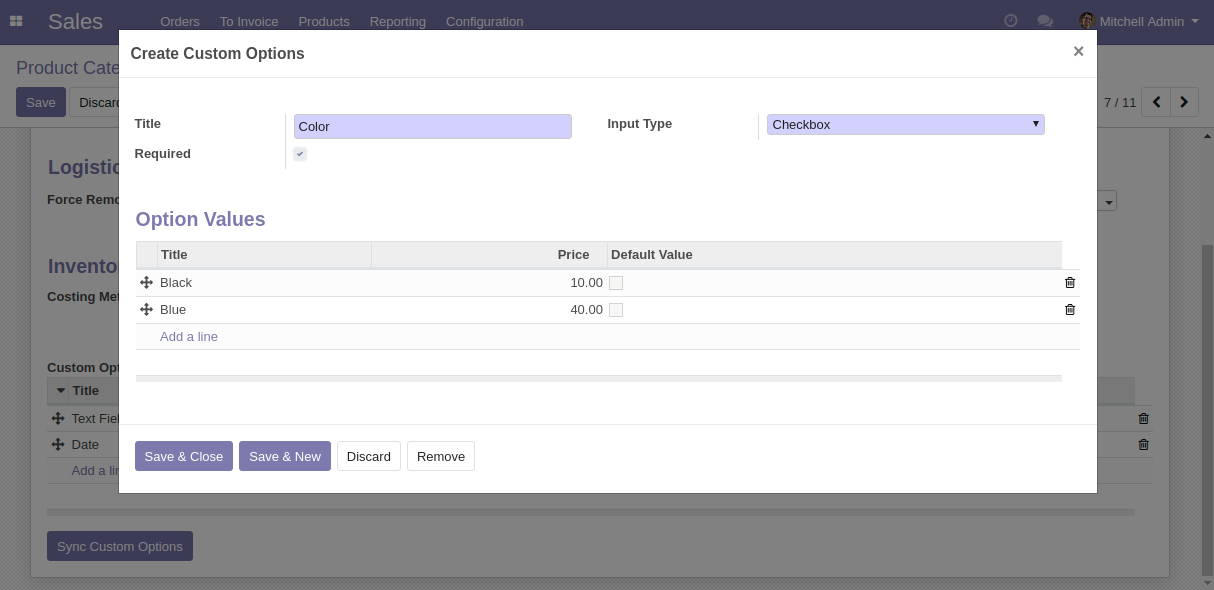 Sales Orders To Invoice Products Reporting Configuration Mitchell Admin
Create Custom Options ×
Product Cate
Save Discard 7 / 11
Title Color Input Type Checkbox
Required
Logistic
Force Remo
Option Values
Title Price Default Value
Inventо
Black 10.00
Costing Met
Blue 40.00
Add a line
Custom Opt
Title
Text Fiel
Date
Add a lin
Save & Close Save & New Discard Remove
Sync Custom Options